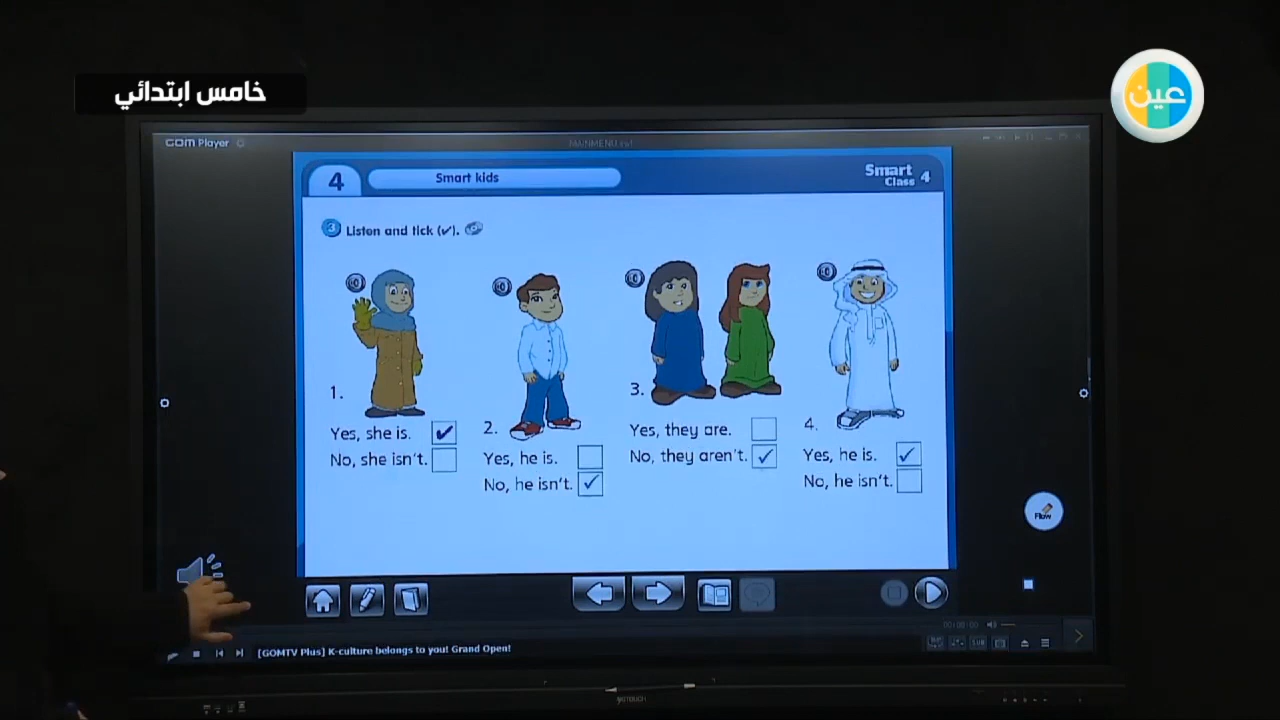 خامس ابتدائي
عين
GOM Player
4
Smart kids
Smart
Class 4
3 Listen and tick (✓).
1.
Yes, she is. ✔
No, she isn't.
2.
Yes, he is.
No, he isn't. ✓
3.
Yes, they are.
No, they aren't. ✓
4.
Yes, he is. ✓
No, he isn't.
Flow
[GOMTV Plus] K-culture belongs to you! Grand Open!